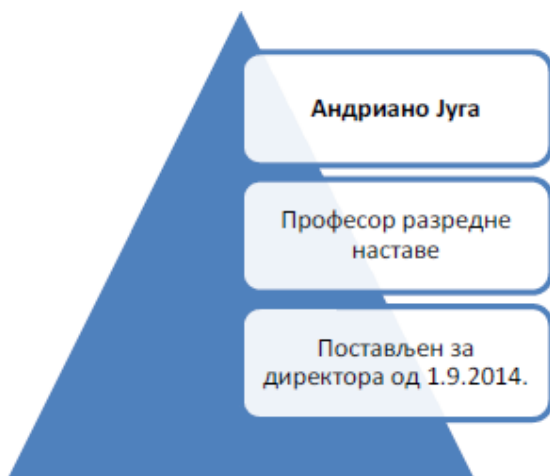 Андриано Југа
Професор разредне
наставе
Постављен за
директора од 1.9.2014.